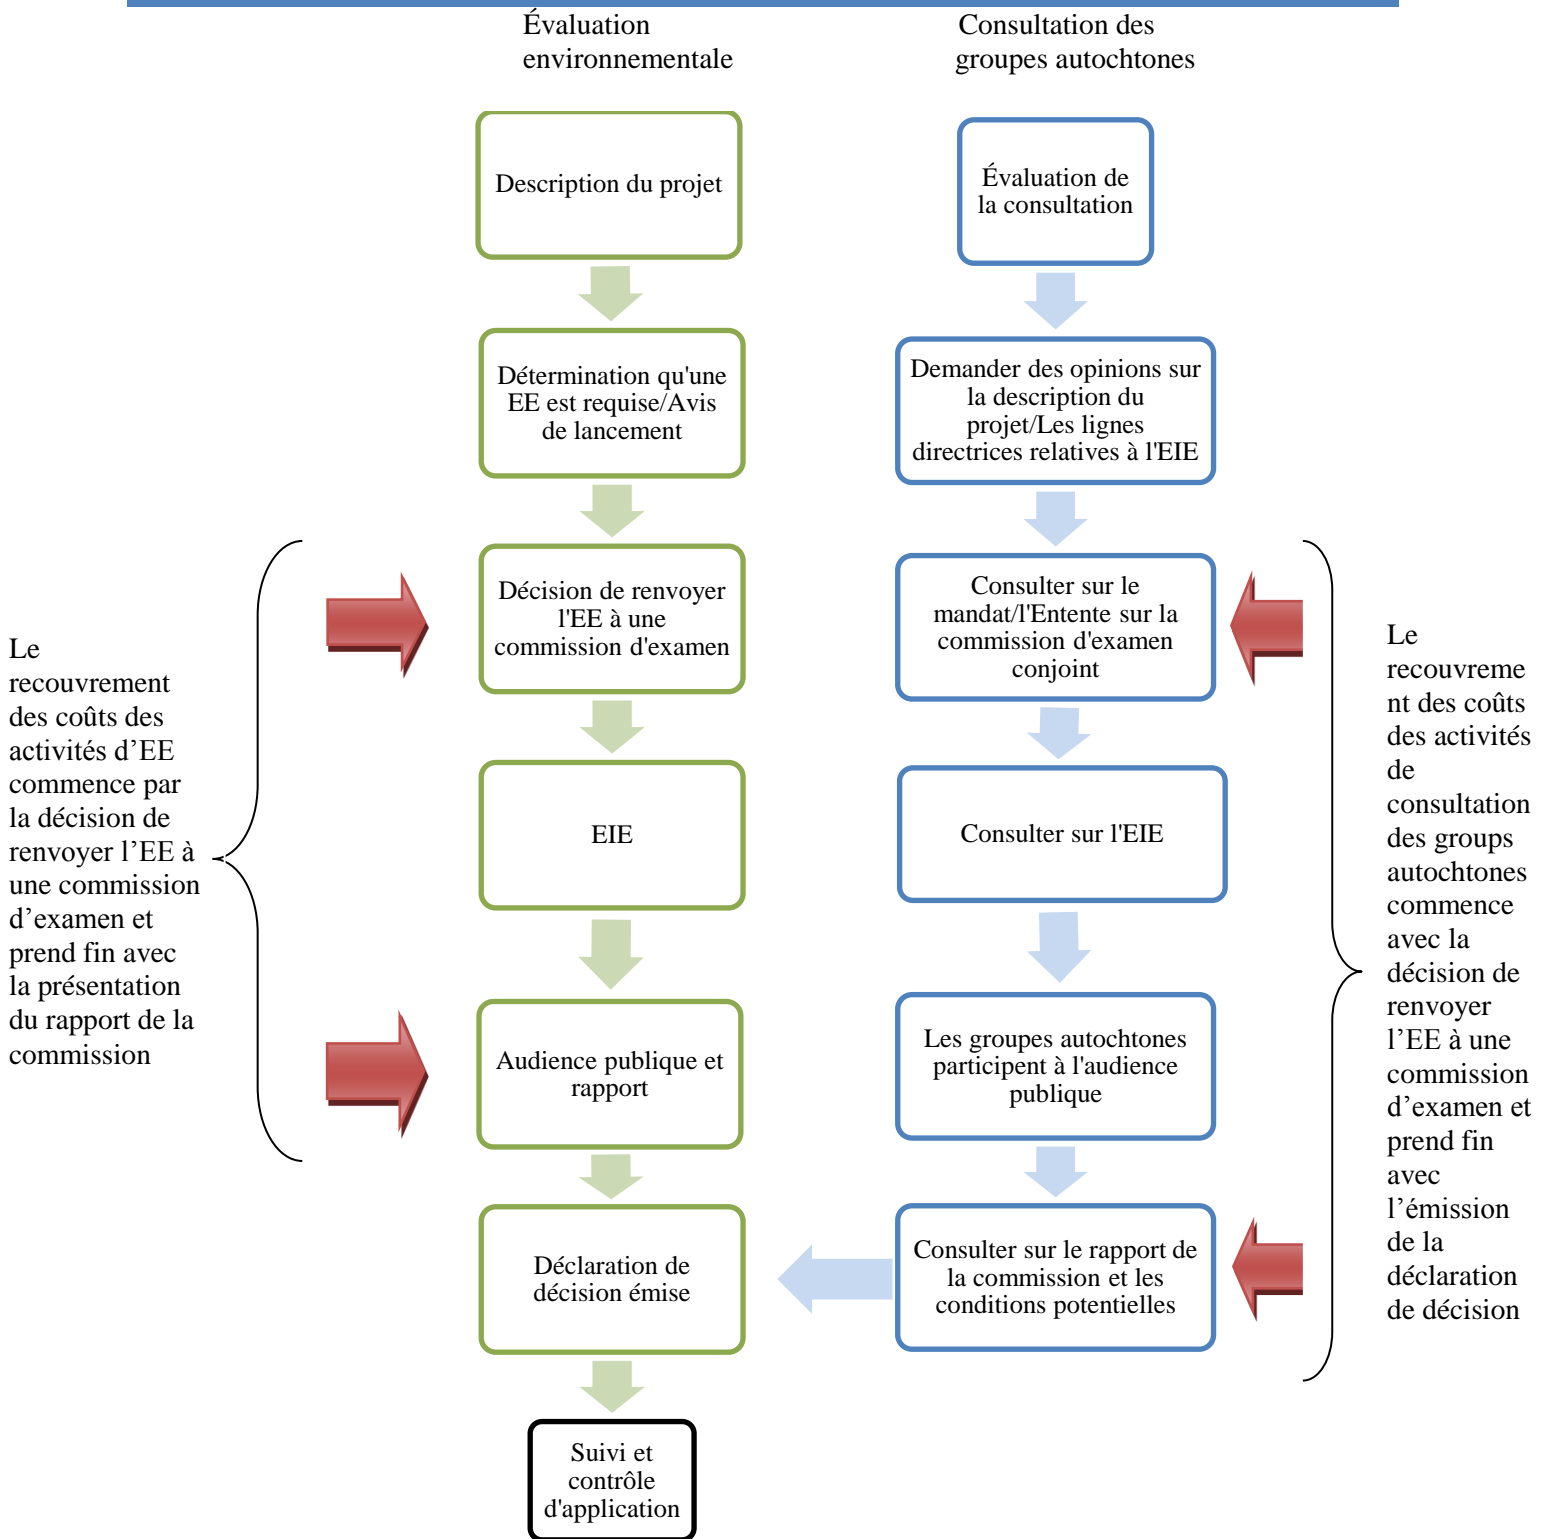 Évaluation
environnementale
Consultation des
groupes autochtones
Description du projet
Évaluation de
la consultation
Détermination qu'une
EE est requise/Avis
de lancement
Demander des opinions sur
la description du
projet/Les lignes
directrices relatives à l'EIE
Décision de renvoyer
l'EE à une
commission d'examen
Consulter sur le
mandat/l'Entente sur la
commission d'examen
conjoint
Le
recouvrement
des coûts des
activités d’EE
commence par
la décision de
renvoyer l’EE à
une commission
d’examen et
prend fin avec
la présentation
du rapport de la
commission
Le
recouvreme
nt des coûts
des activités
de
consultation
des groups
autochtones
commence
avec la
décision de
renvoyer
l’EE à une
commission
d’examen et
prend fin
avec
l’émission
de la
déclaration
de décision
EIE
Consulter sur l'EIE
Audience publique et
rapport
Les groupes autochtones
participent à l'audience
publique
Déclaration de
décision émise
Consulter sur le rapport de
la commission et les
conditions potentielles
Suivi et
contrôle
d'application